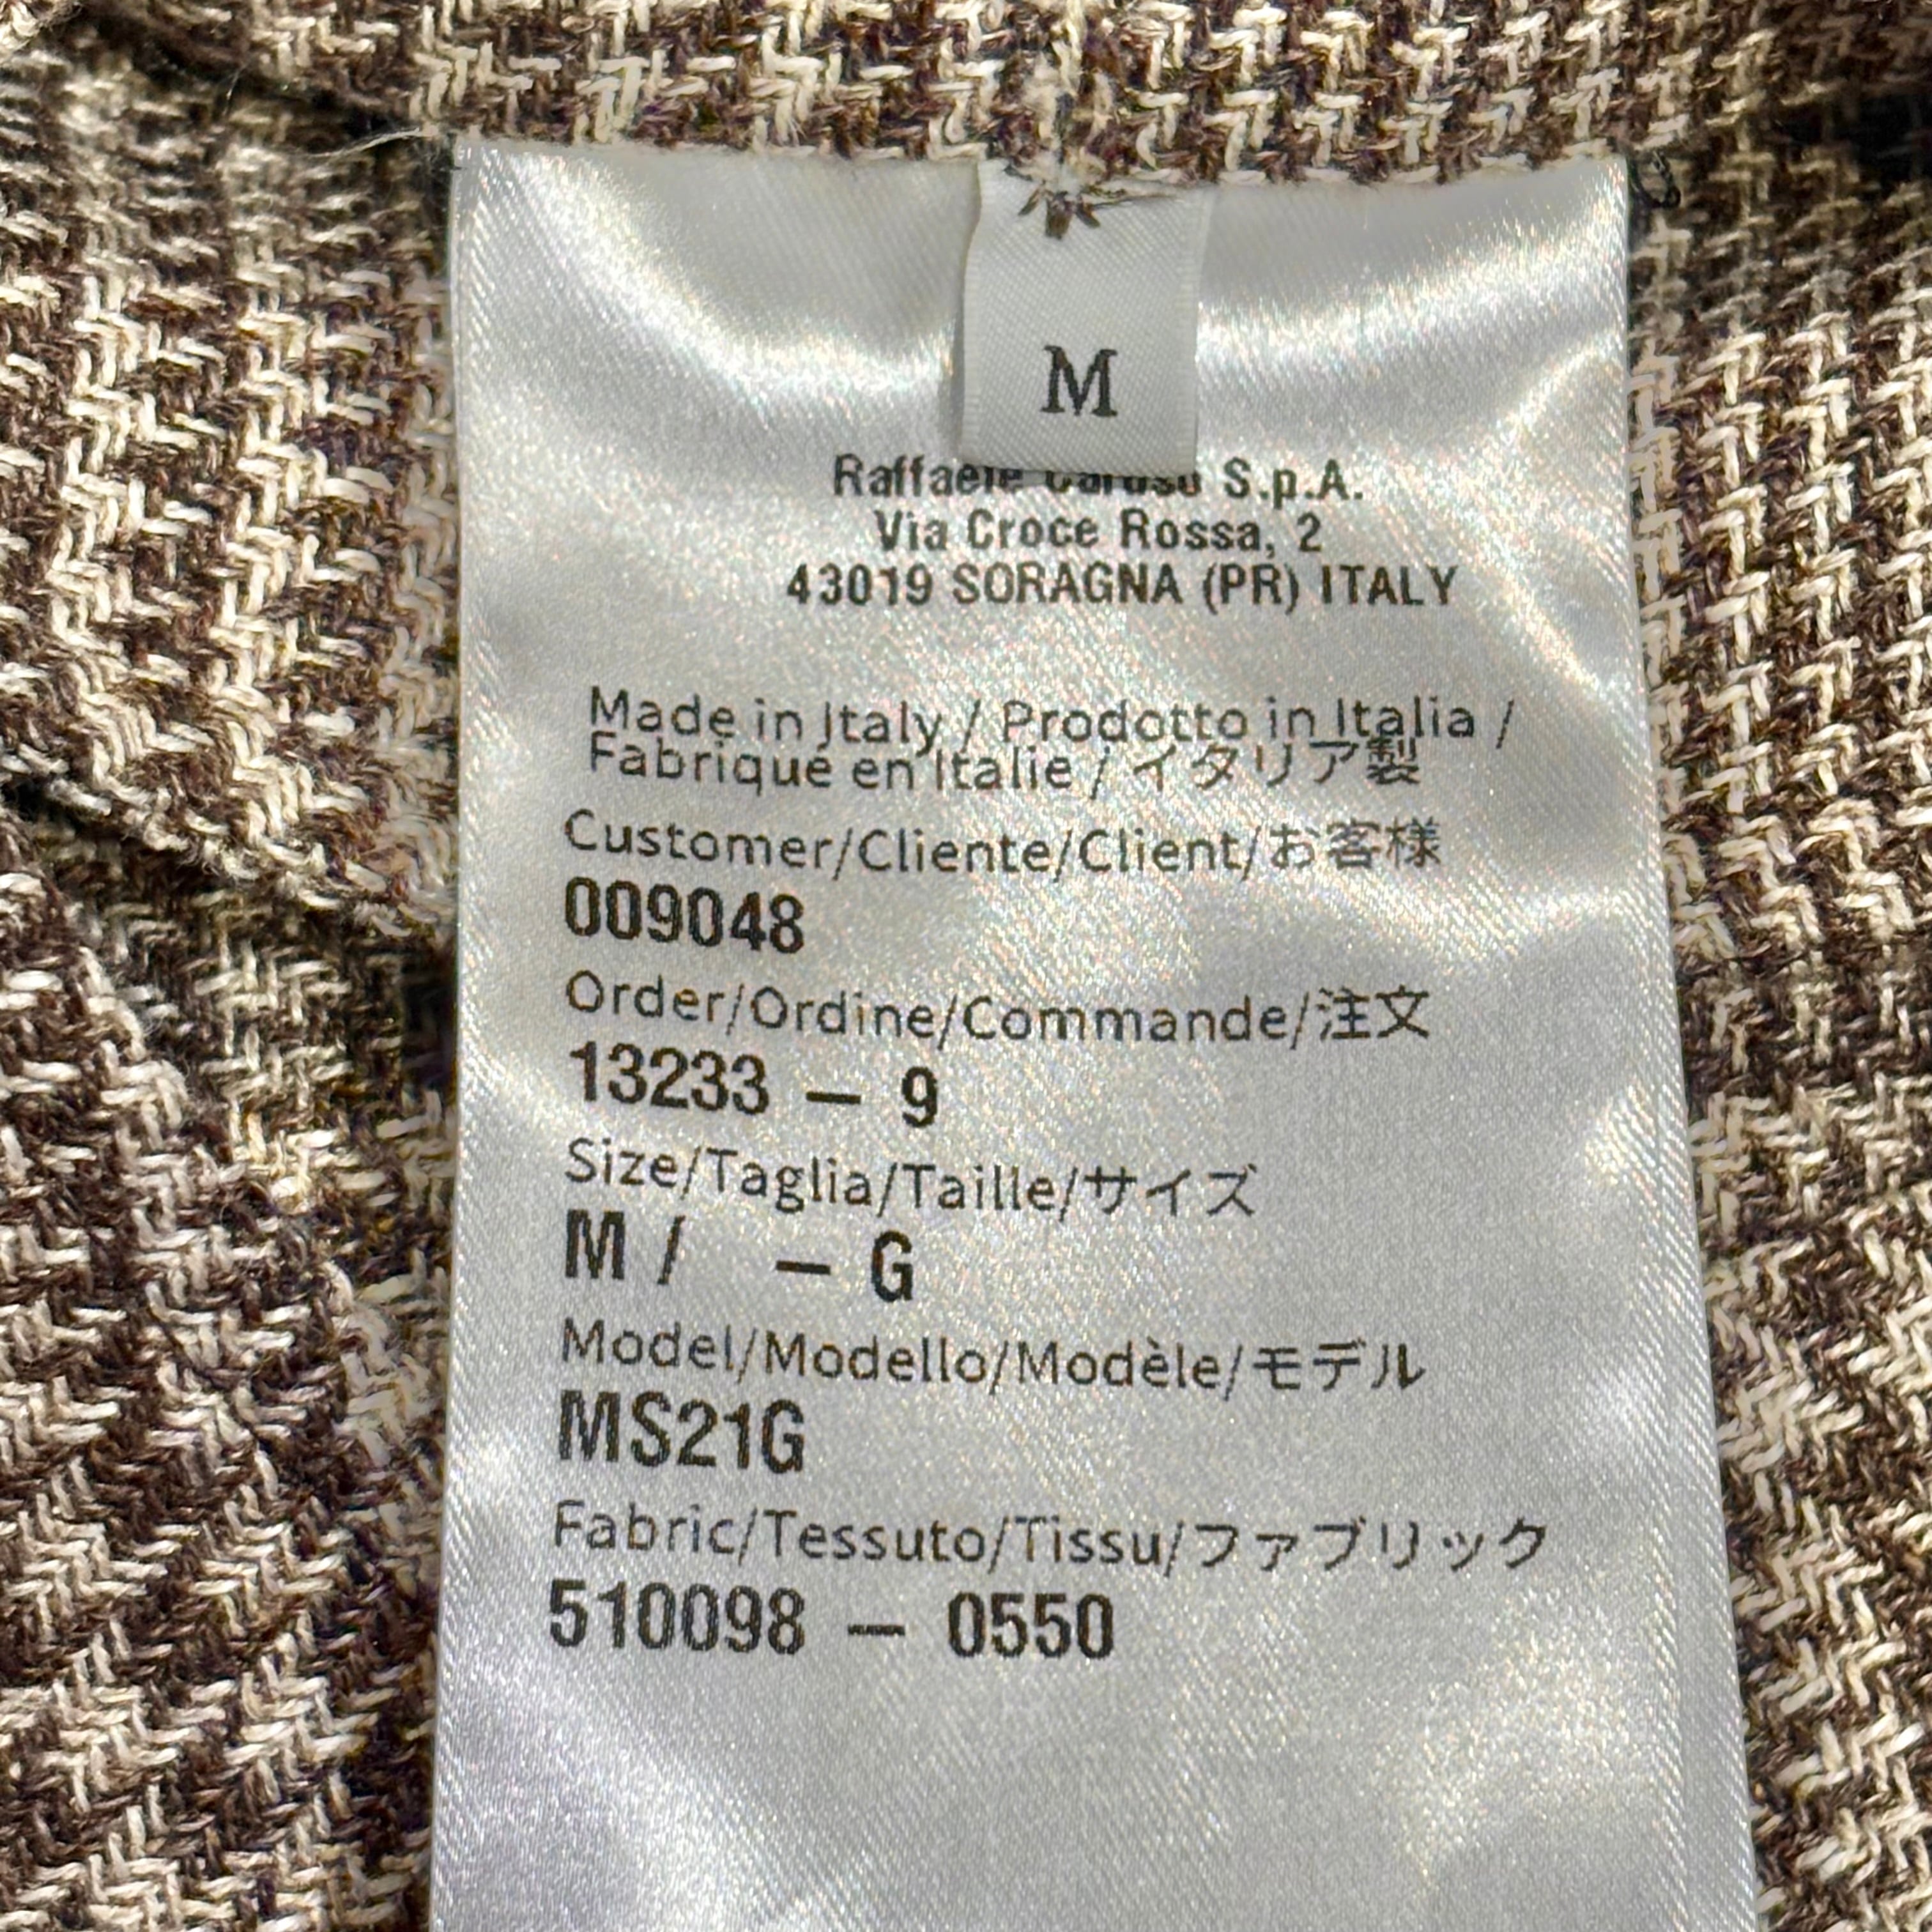 M
Raffaele Caruso S.p.A.
Via Croce Rossa, 2
43019 SORAGNA (PR) ITALY
Made in Italy / Prodotto in Italia /
Fabriqué en Italie / イタリア製
Customer/Cliente/Client/お客様
009048
Order/Ordine/Commande/注文
13233 – 9
Size/Taglia/Taille/サイズ
M / – G
Model/Modello/Modèle/モデル
MS21G
Fabric/Tessuto/Tissu/ファブリック
510098 – 0550